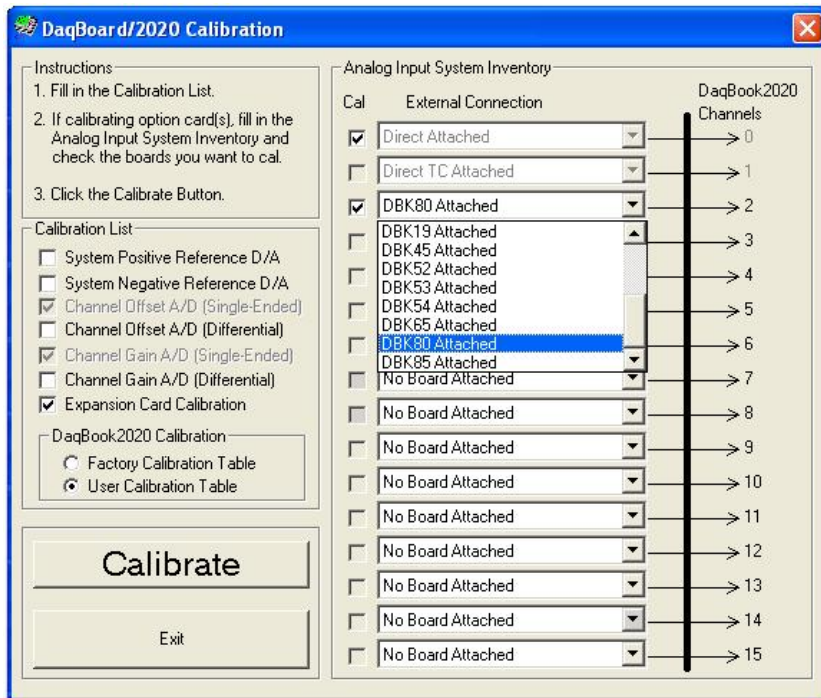 DaqBoard/2020 Calibration
Instructions
1. Fill in the Calibration List.
2. If calibrating option card(s), fill in the
Analog Input System Inventory and
check the boards you want to cal.
3. Click the Calibrate Button.
Calibration List
System Positive Reference D/A
System Negative Reference D/A
Channel Offset A/D (Single-Ended)
Channel Offset A/D (Differential)
Channel Gain A/D (Single-Ended)
Channel Gain A/D (Differential)
Expansion Card Calibration
DaqBook2020 Calibration
Factory Calibration Table
User Calibration Table
Calibrate
Exit
Analog Input System Inventory
Cal External Connection
DaqBook2020
Channels
Direct Attached 0
Direct TC Attached 1
DBK80 Attached 2
DBK19 Attached
DBK45 Attached
DBK52 Attached
DBK53 Attached
DBK54 Attached
DBK65 Attached
DBK80 Attached
DBK85 Attached
3
4
5
6
No Board Attached 7
No Board Attached 8
No Board Attached 9
No Board Attached 10
No Board Attached 11
No Board Attached 12
No Board Attached 13
No Board Attached 14
No Board Attached 15